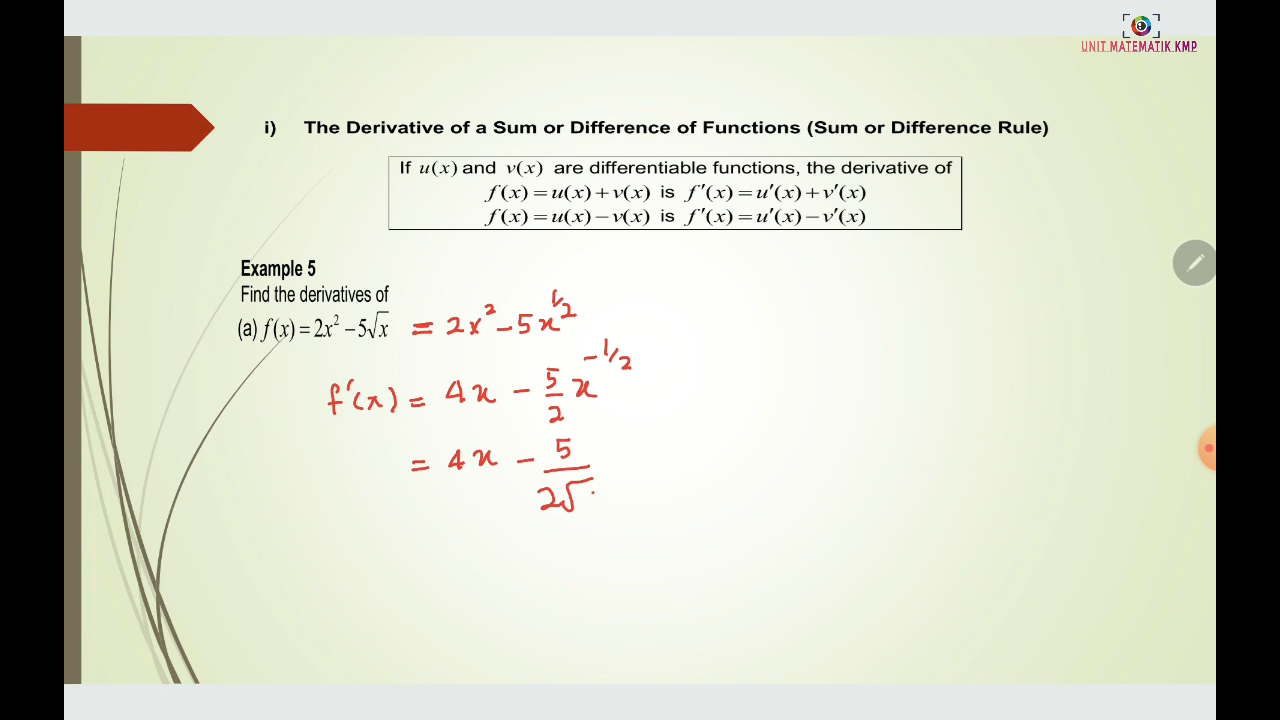 UNIT MATEMATIK KMP
i) The Derivative of a Sum or Difference of Functions (Sum or Difference Rule)
If u(x) and v(x) are differentiable functions, the derivative of
f(x) = u(x) + v(x) is f′(x) = u′(x) + v′(x)
f(x) = u(x) − v(x) is f′(x) = u′(x) − v′(x)
Example 5
Find the derivatives of
(a) f(x) = 2x² − 5√x = 2x² − 5x^1/2
f'(x) = 4x − 5/2 x^−1/2
= 4x − 5/2√